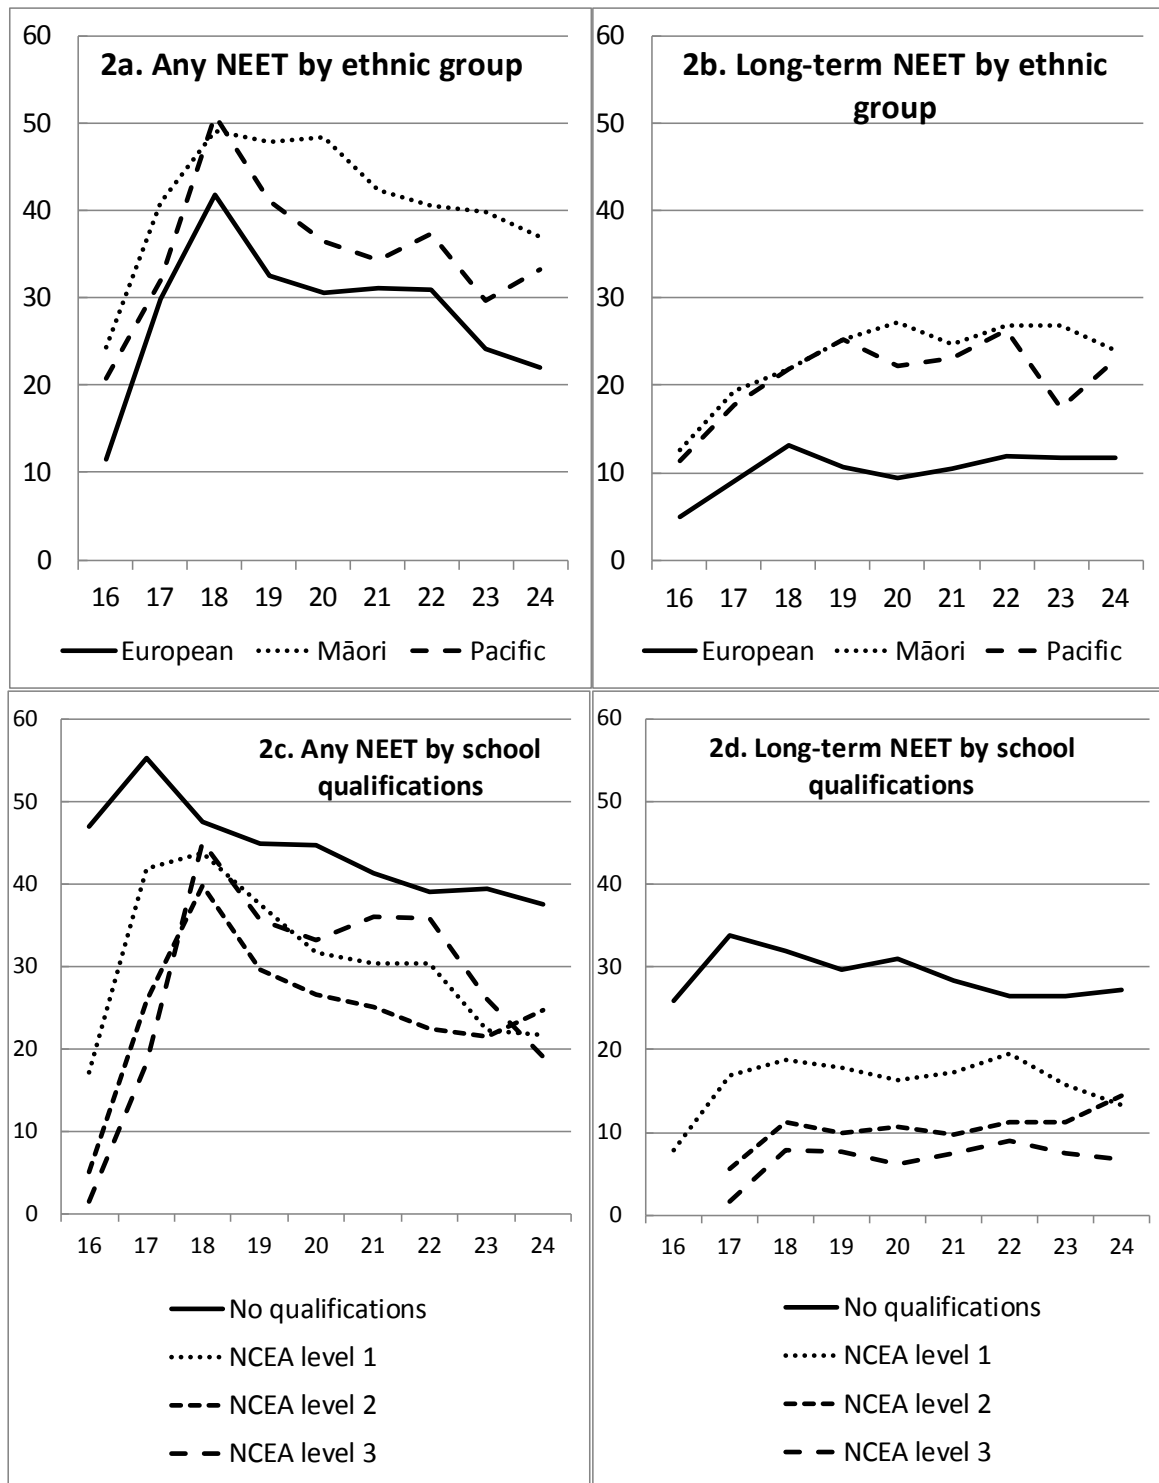 2a. Any NEET by ethnic group
60
50
40
30
20
10
0
16 17 18 19 20 21 22 23 24
European Māori Pacific
2b. Long-term NEET by ethnic
group
60
50
40
30
20
10
0
16 17 18 19 20 21 22 23 24
European Māori Pacific
2c. Any NEET by school
qualifications
60
50
40
30
20
10
0
16 17 18 19 20 21 22 23 24
No qualifications
NCEA level 1
NCEA level 2
NCEA level 3
2d. Long-term NEET by school
qualifications
60
50
40
30
20
10
0
16 17 18 19 20 21 22 23 24
No qualifications
NCEA level 1
NCEA level 2
NCEA level 3